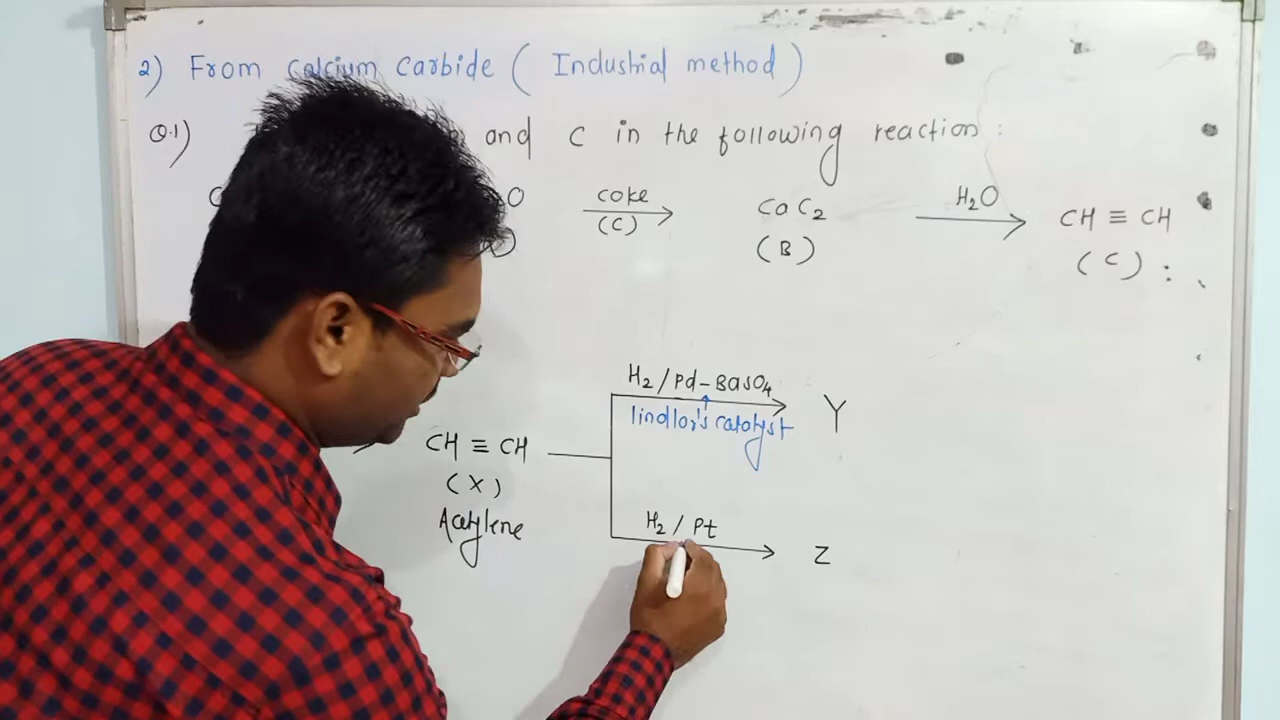 2) From calcium carbide ( Industrial method )
Q.1) and C in the following reaction :
O coke CaC₂ H₂O CH ≡ CH
(C) (B) (C) :
H₂ / Pd - BaSO₄ Y
lindlor's catalyst
CH ≡ CH
(X)
Acetylene
H₂ / Pt Z